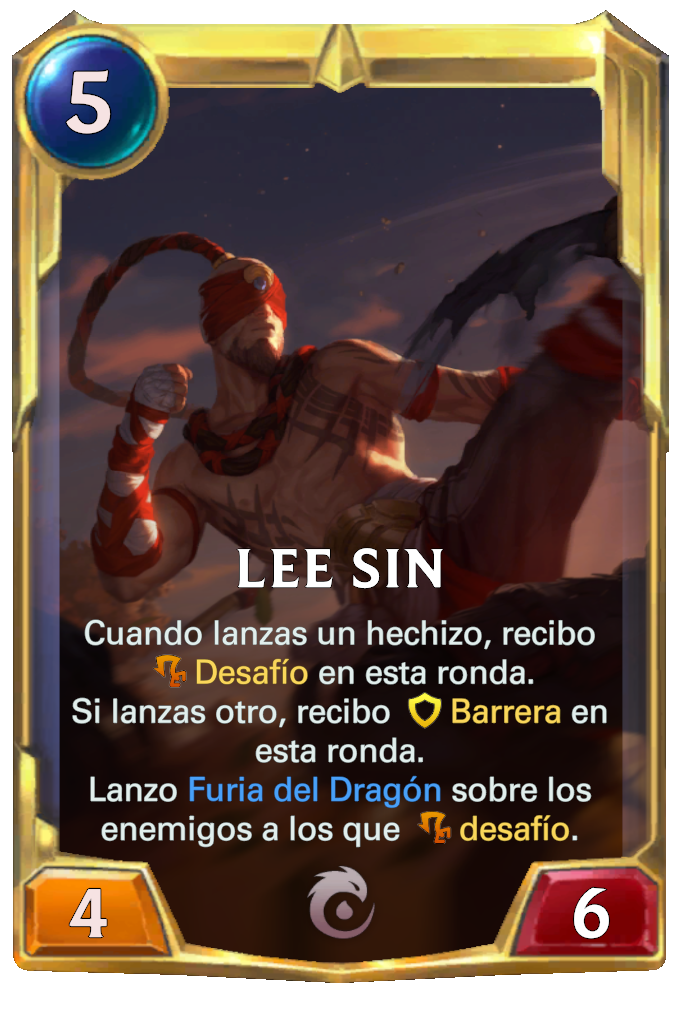 5
LEE SIN
Cuando lanzas un hechizo, recibo
Desafío en esta ronda.
Si lanzas otro, recibo Barrera en
esta ronda.
Lanzo Furia del Dragón sobre los
enemigos a los que desafío.
4
6